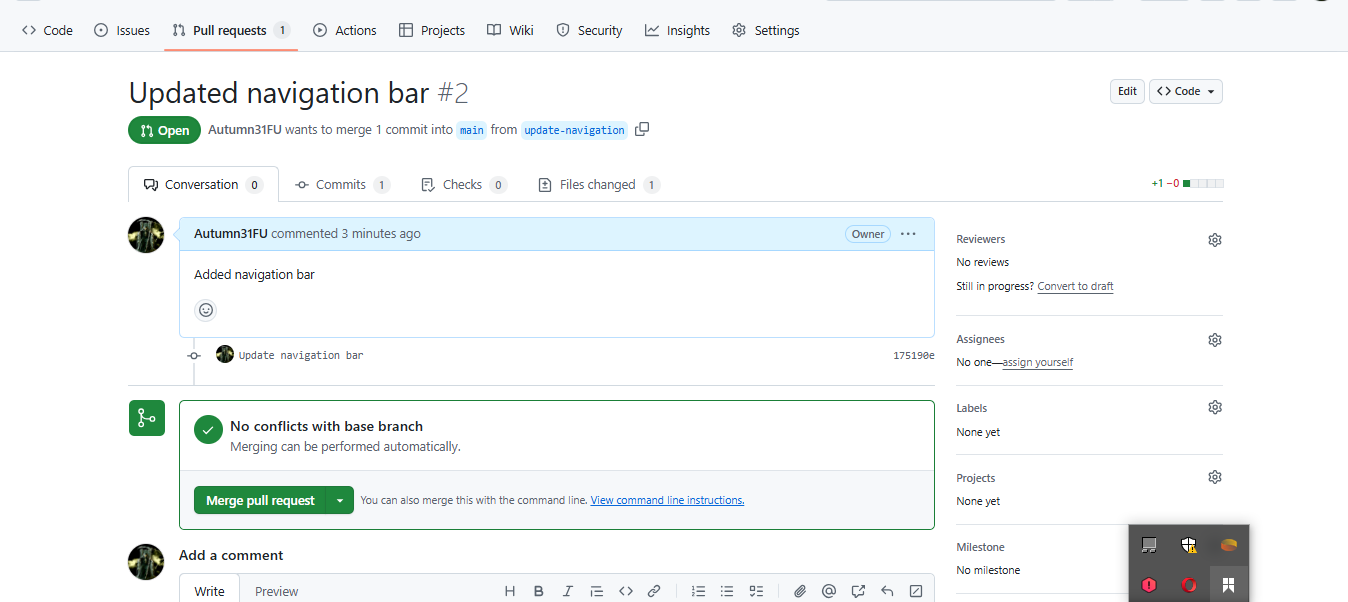 Code Issues Pull requests 1 Actions Projects Wiki Security Insights Settings
Updated navigation bar #2
Edit Code
Open Autumn31FU wants to merge 1 commit into main from update-navigation
Conversation 0 Commits 1 Checks 0 Files changed 1
+1 −0
Autumn31FU commented 3 minutes ago Owner
Added navigation bar
Update navigation bar 175190e
No conflicts with base branch
Merging can be performed automatically.
Merge pull request You can also merge this with the command line. View command line instructions.
Add a comment
Write Preview
Reviewers
No reviews
Still in progress? Convert to draft
Assignees
No one—assign yourself
Labels
None yet
Projects
None yet
Milestone
No milestone